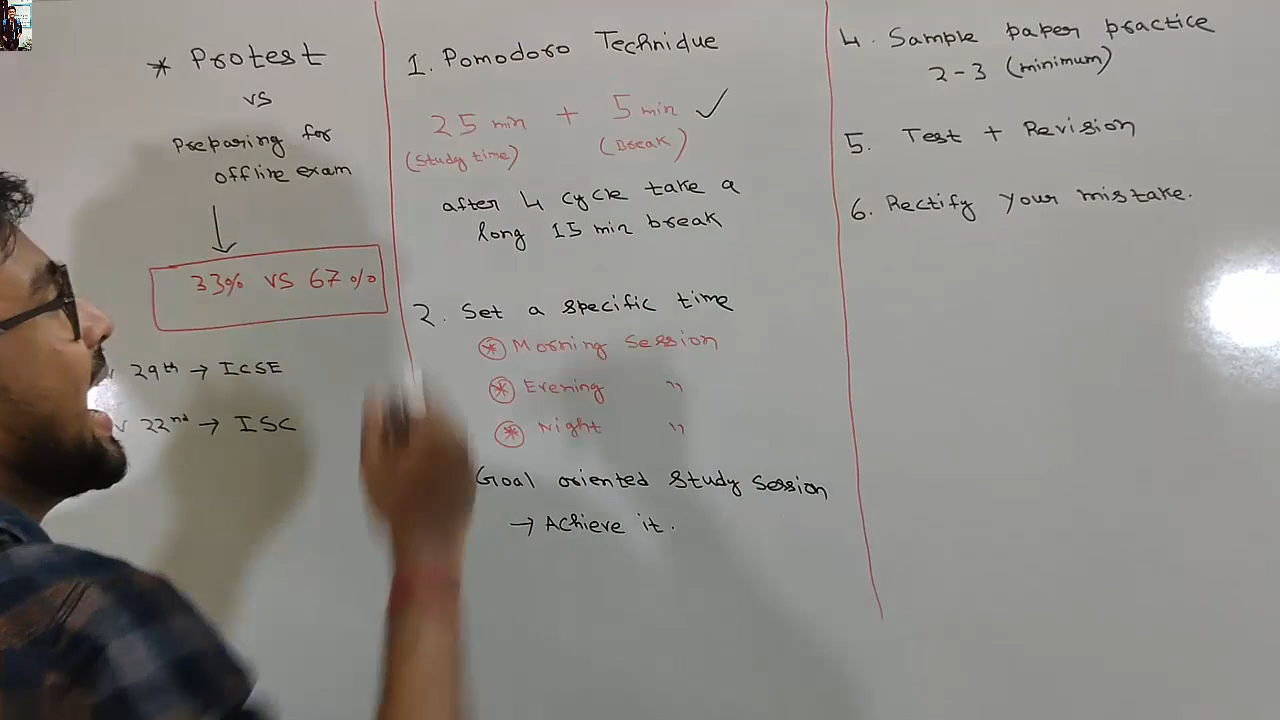 * Protest
vs
Preparing for
offline exam
33% vs 67%
29th → ICSE
22nd → ISC
1. Pomodoro Technidue
25 min + 5 min ✓
(Study time) (Break)
after 4 cycle take a
long 15 min break
2. Set a specific time
* Morning Session
* Evening "
* Night "
Goal oriented Study Session
→ Achieve it.
4. Sample paper practice
2-3 (minimum)
5. Test + Revision
6. Rectify your mistake.